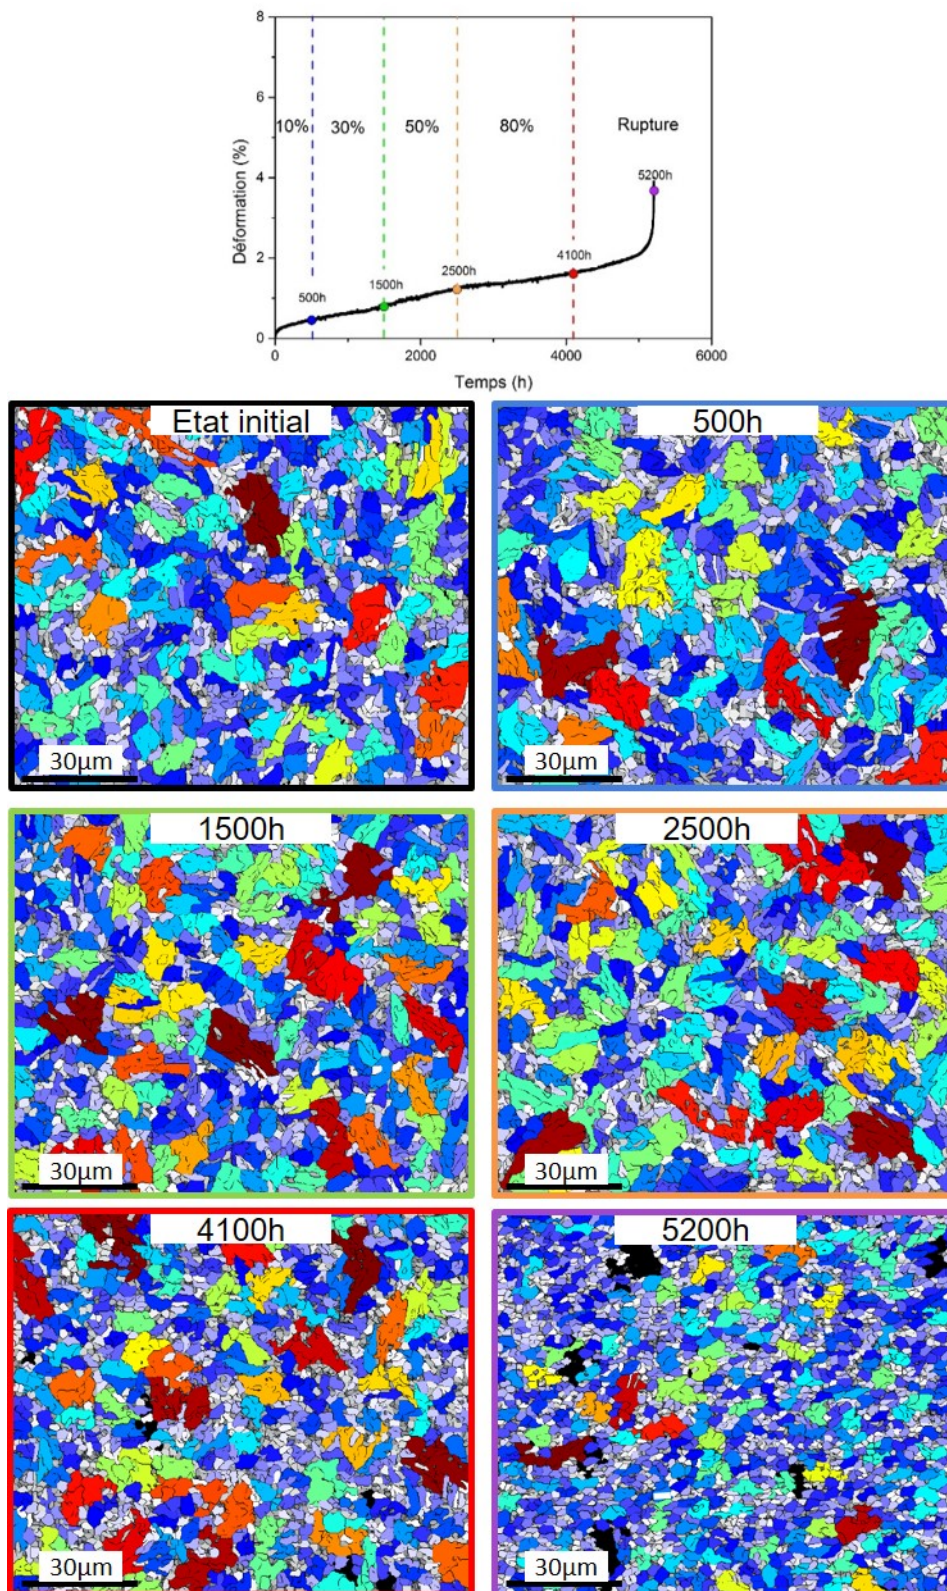 8
6
4
2
0
Déformation (%)
10%
30%
50%
80%
Rupture
500h
1500h
2500h
4100h
5200h
0
2000
4000
6000
Temps (h)
Etat initial
30µm
500h
30µm
1500h
30µm
2500h
30µm
4100h
30µm
5200h
30µm